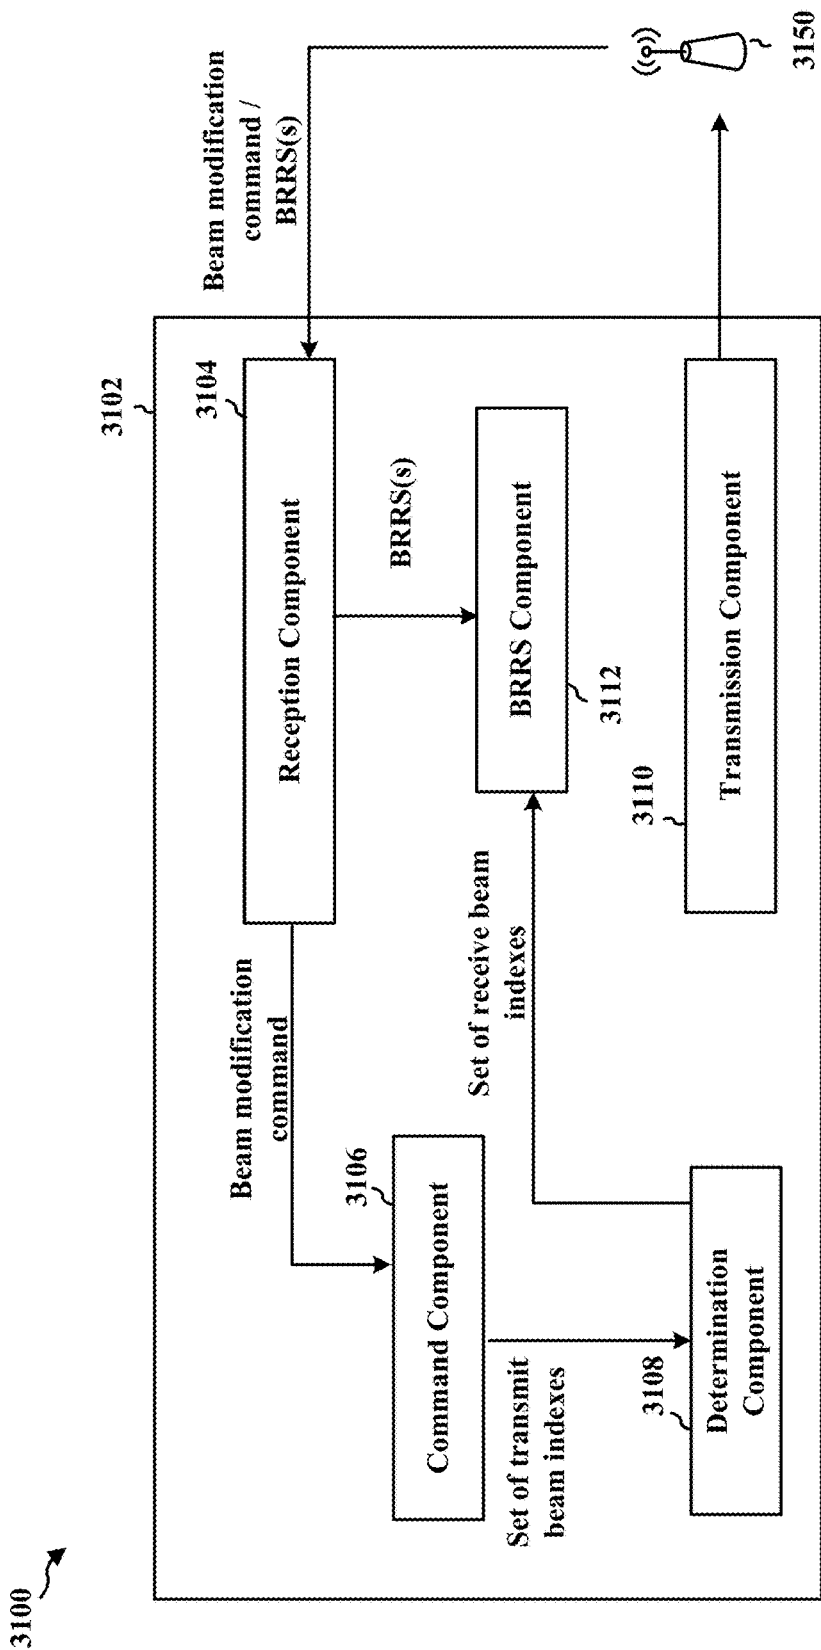 3100
3102
Beam modification
command /
BRRS(s)
3150
3104
Reception Component
Beam modification
command
BRRS(s)
3106
Command Component
Set of receive beam
indexes
BRRS Component
3112
Set of transmit
beam indexes
3108
Determination
Component
3110
Transmission Component